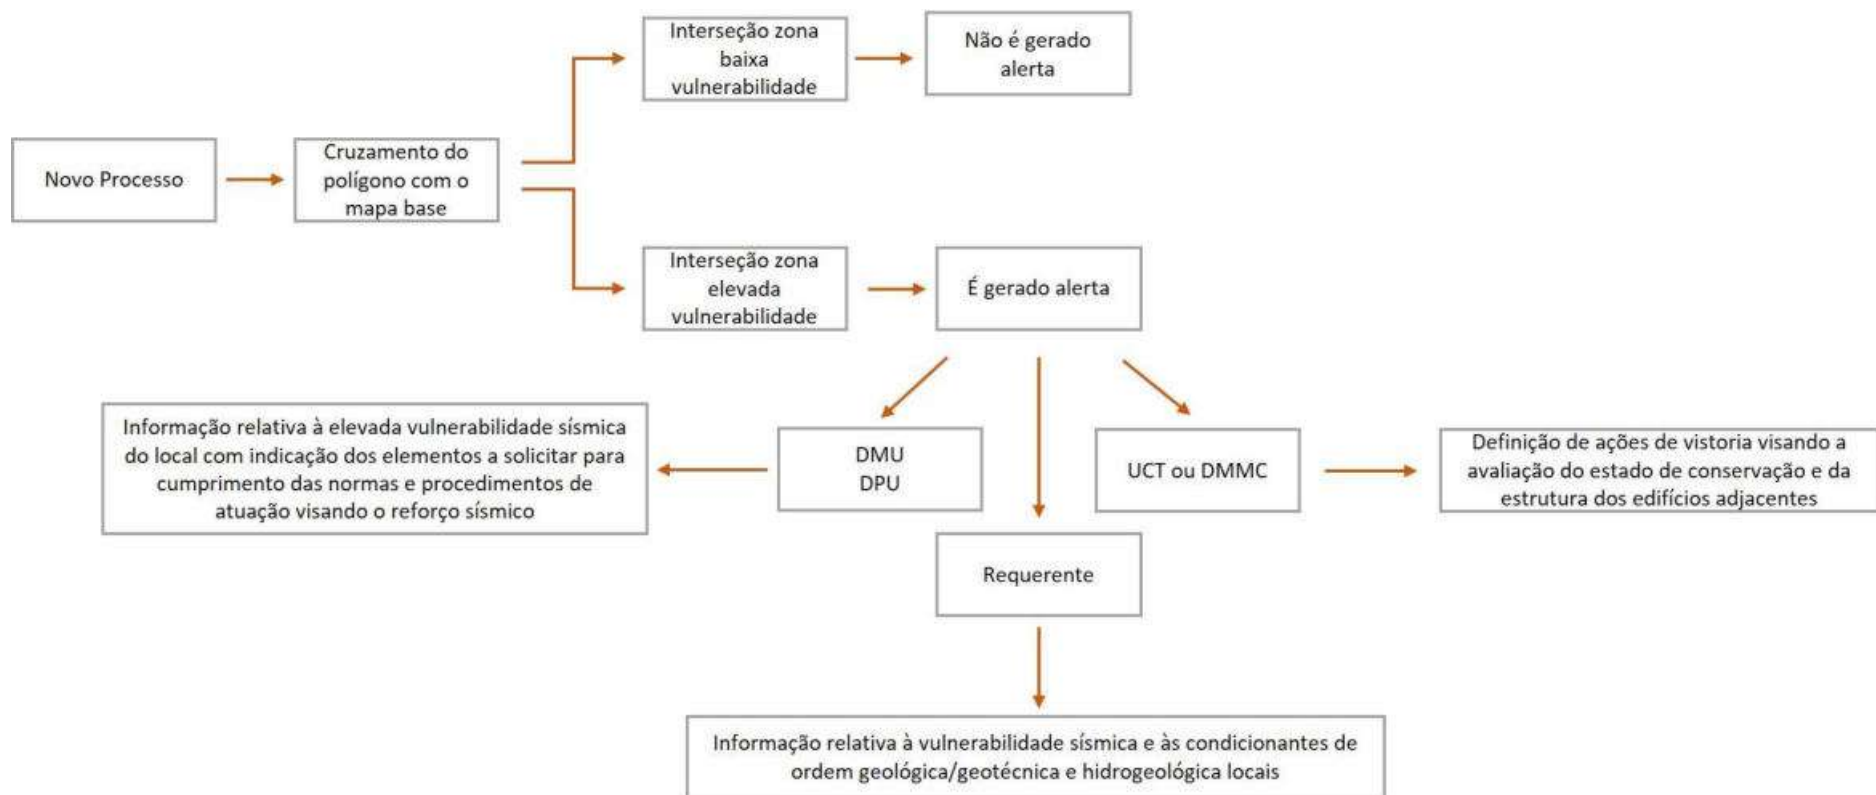 Interseção zona
baixa
vulnerabilidade
Não é gerado
alerta
Novo Processo
Cruzamento do
polígono com o
mapa base
Interseção zona
elevada
vulnerabilidade
É gerado alerta
Informação relativa à elevada vulnerabilidade sísmica
do local com indicação dos elementos a solicitar para
cumprimento das normas e procedimentos de
atuação visando o reforço sísmico
DMU
DPU
UCT ou DMMC
Definição de ações de vistoria visando a
avaliação do estado de conservação e da
estrutura dos edifícios adjacentes
Requerente
Informação relativa à vulnerabilidade sísmica e às condicionantes de
ordem geológica/geotécnica e hidrogeológica locais